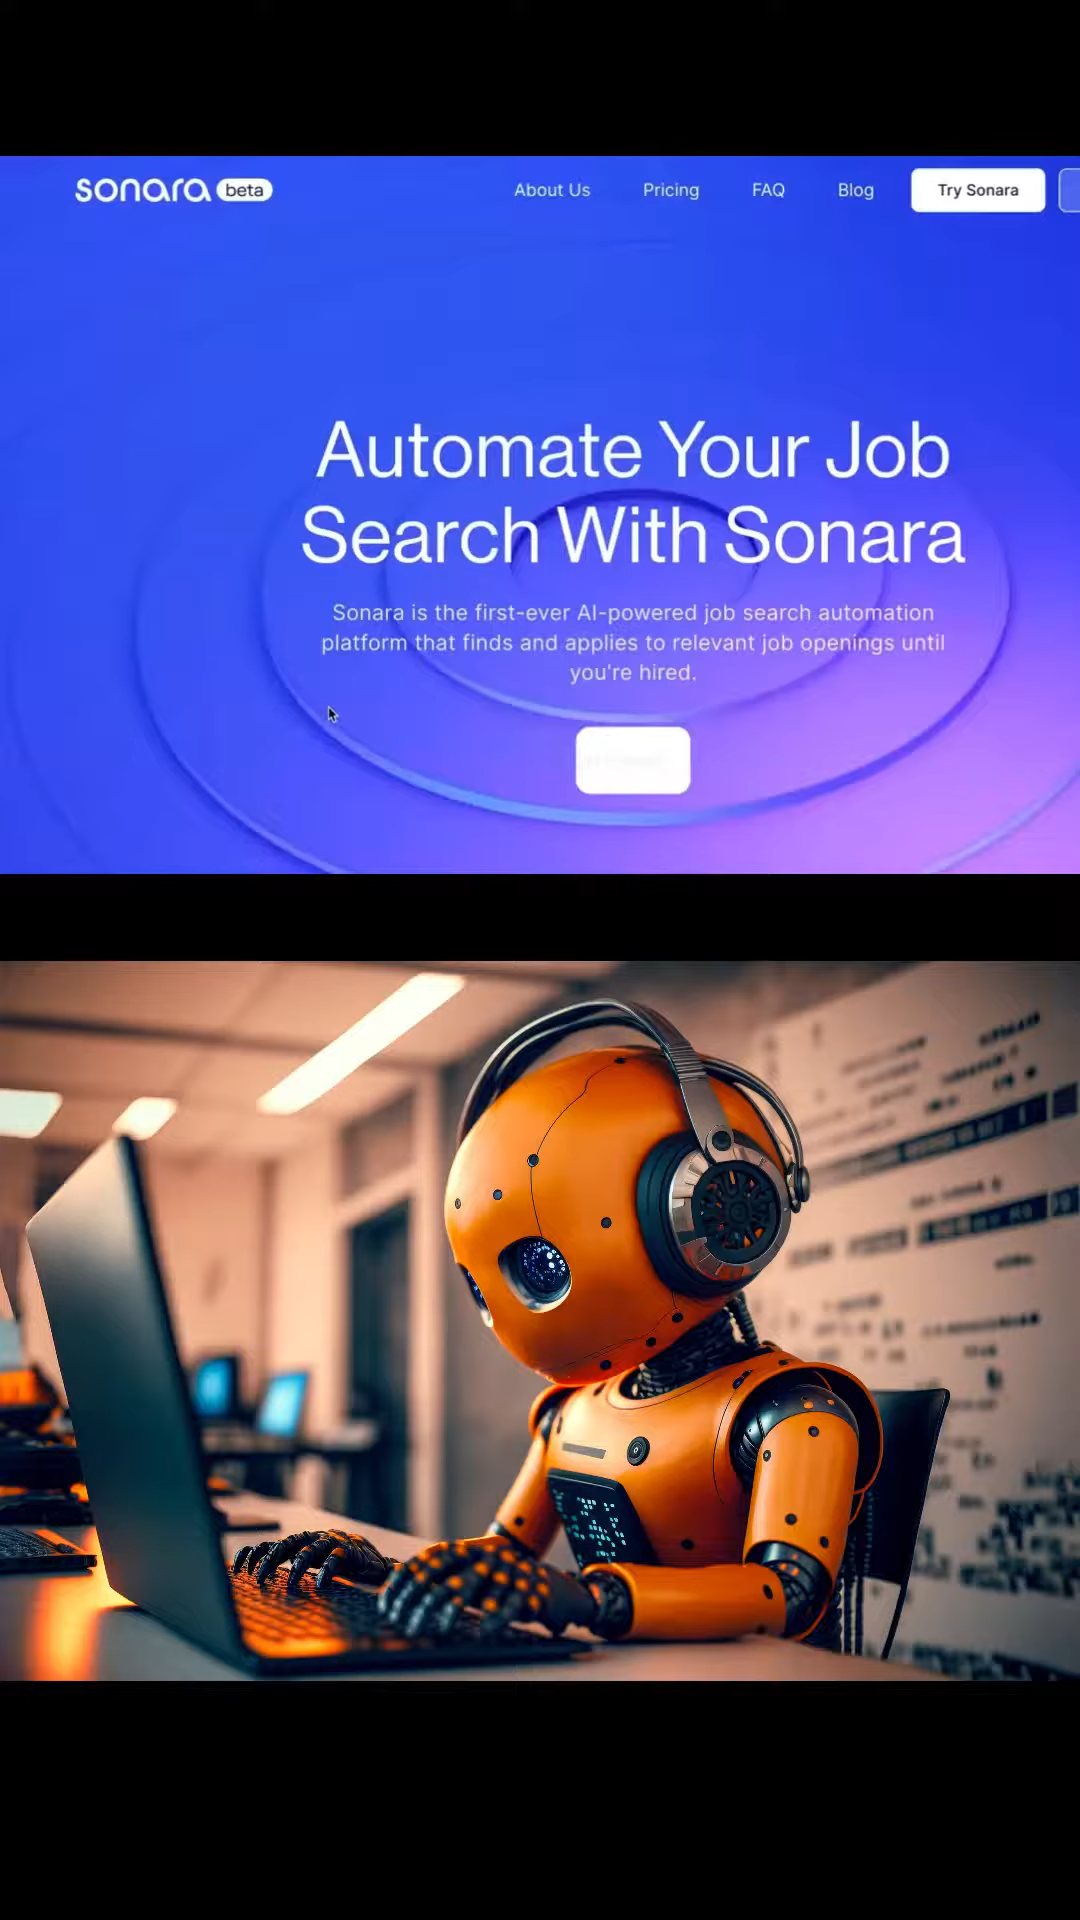 sonara beta
About Us
Pricing
FAQ
Blog
Try Sonara
Automate Your Job
Search With Sonara
Sonara is the first-ever AI-powered job search automation
platform that finds and applies to relevant job openings until
you're hired.